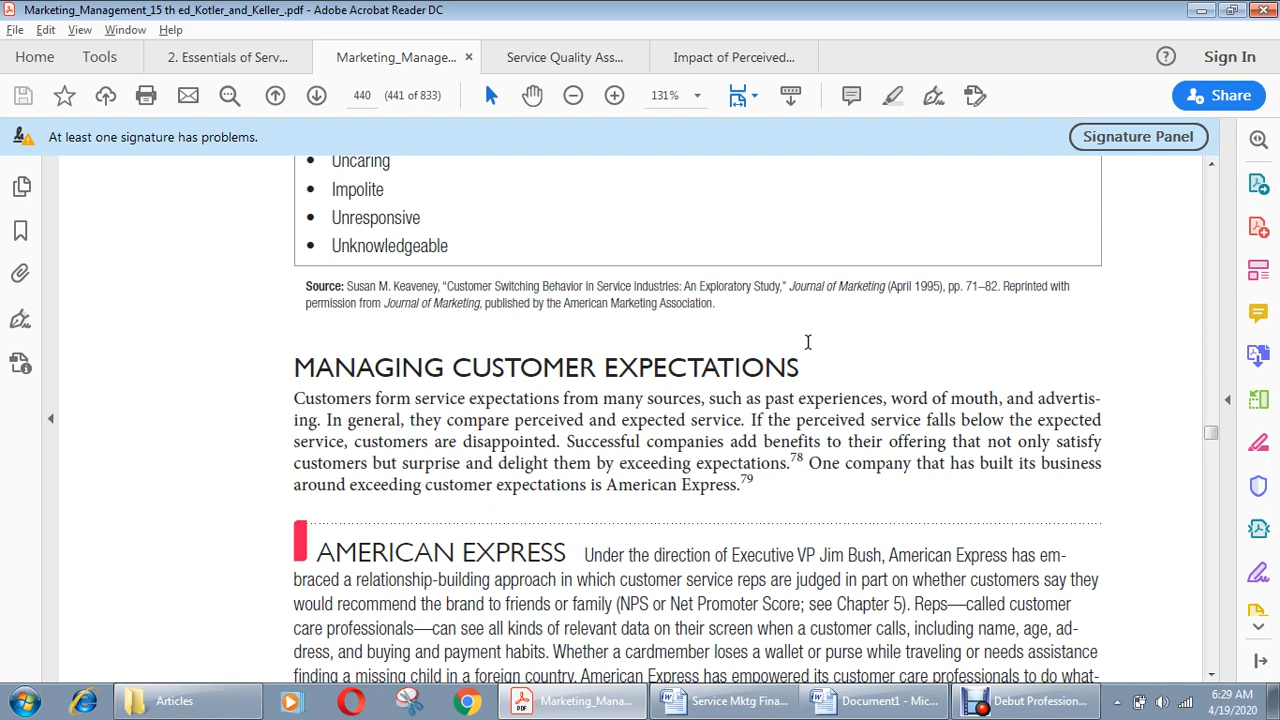 Marketing_Management_15 th ed_Kotler_and_Keller_.pdf - Adobe Acrobat Reader DC
File Edit View Window Help
Home Tools 2. Essentials of Serv... Marketing_Manage... × Service Quality Ass... Impact of Perceived... Sign In
440 (441 of 833) 131% Share
At least one signature has problems. Signature Panel
• Uncaring
• Impolite
• Unresponsive
• Unknowledgeable
Source: Susan M. Keaveney, “Customer Switching Behavior in Service Industries: An Exploratory Study,” Journal of Marketing (April 1995), pp. 71–82. Reprinted with
permission from Journal of Marketing, published by the American Marketing Association.
MANAGING CUSTOMER EXPECTATIONS
Customers form service expectations from many sources, such as past experiences, word of mouth, and advertis-
ing. In general, they compare perceived and expected service. If the perceived service falls below the expected
service, customers are disappointed. Successful companies add benefits to their offering that not only satisfy
customers but surprise and delight them by exceeding expectations.78 One company that has built its business
around exceeding customer expectations is American Express.79
AMERICAN EXPRESS Under the direction of Executive VP Jim Bush, American Express has em-
braced a relationship-building approach in which customer service reps are judged in part on whether customers say they
would recommend the brand to friends or family (NPS or Net Promoter Score; see Chapter 5). Reps—called customer
care professionals—can see all kinds of relevant data on their screen when a customer calls, including name, age, ad-
dress, and buying and payment habits. Whether a cardmember loses a wallet or purse while traveling or needs assistance
finding a missing child in a foreign country, American Express has empowered its customer care professionals to do what-
Articles Marketing_Mana... Service Mktg Fina... Document1 - Mic... Debut Profession... 6:29 AM
4/19/2020